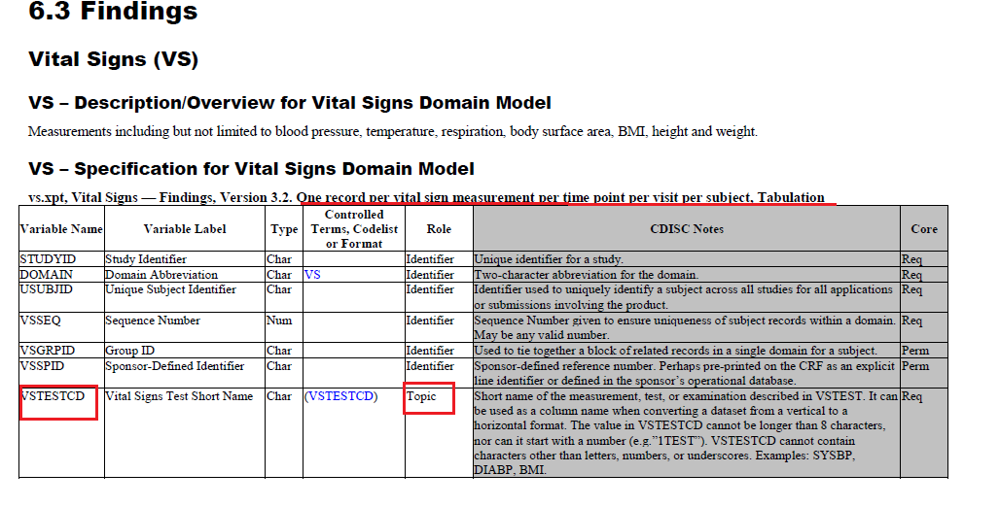 6.3 Findings
Vital Signs (VS)
VS – Description/Overview for Vital Signs Domain Model
Measurements including but not limited to blood pressure, temperature, respiration, body surface area, BMI, height and weight.
VS – Specification for Vital Signs Domain Model
vs.xpt, Vital Signs — Findings, Version 3.2. One record per vital sign measurement per time point per visit per subject, Tabulation
Variable Name Variable Label Type Controlled Terms, Codelist or Format Role CDISC Notes Core
STUDYID Study Identifier Char Identifier Unique identifier for a study. Req
DOMAIN Domain Abbreviation Char VS Identifier Two-character abbreviation for the domain. Req
USUBJID Unique Subject Identifier Char Identifier Identifier used to uniquely identify a subject across all studies for all applications Req
or submissions involving the product.
VSSEQ Sequence Number Num Identifier Sequence Number given to ensure uniqueness of subject records within a domain. Req
May be any valid number.
VSGRPID Group ID Char Identifier Used to tie together a block of related records in a single domain for a subject. Perm
VSSPID Sponsor-Defined Identifier Char Identifier Sponsor-defined reference number. Perhaps pre-printed on the CRF as an explicit Perm
line identifier or defined in the sponsor's operational database.
VSTESTCD Vital Signs Test Short Name Char (VSTESTCD) Topic Short name of the measurement, test, or examination described in VSTEST. It can Req
be used as a column name when converting a dataset from a vertical to a
horizontal format. The value in VSTESTCD cannot be longer than 8 characters,
nor can it start with a number (e.g."1TEST"). VSTESTCD cannot contain
characters other than letters, numbers, or underscores. Examples: SYSBP,
DIABP, BMI.